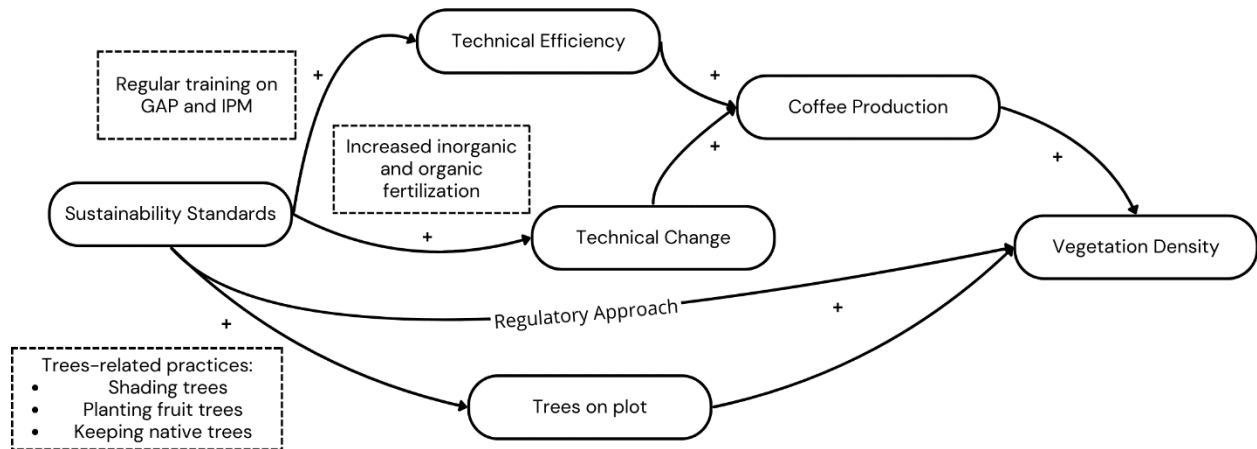 Technical Efficiency
+
Regular training on
GAP and IPM
+
Coffee Production
Increased inorganic
and organic
fertilization
+
+
Sustainability Standards
+
Technical Change
Vegetation Density
Regulatory Approach
+
+
Trees-related practices:
• Shading trees
• Planting fruit trees
• Keeping native trees
Trees on plot